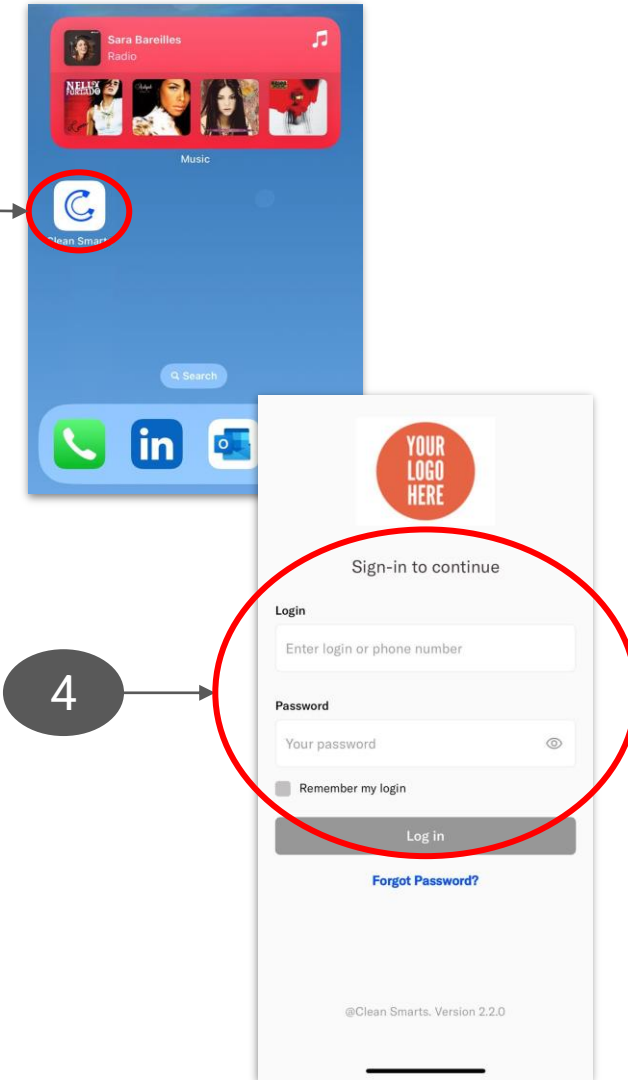 Sara Bareilles
Radio
NELLY
FURTADO
Music
Clean Smart
Search
in
YOUR
LOGO
HERE
Sign-in to continue
Login
Enter login or phone number
4
Password
Your password
Remember my login
Log in
Forgot Password?
@Clean Smarts. Version 2.2.0